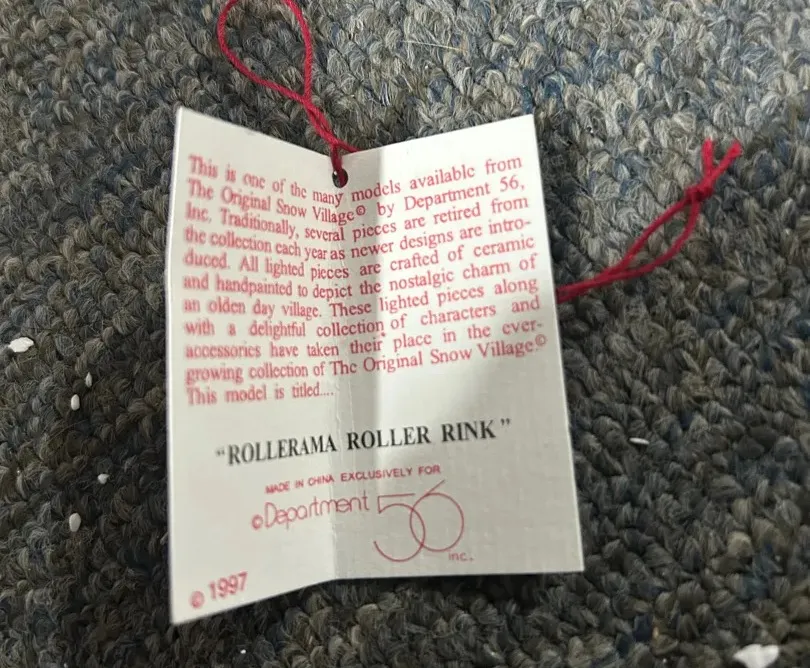 This is one of the many models available from
The Original Snow Village© by Department 56,
Inc. Traditionally, several pieces are retired from
the collection each year as newer designs are intro-
duced. All lighted pieces are crafted of ceramic
and handpainted to depict the nostalgic charm of
an olden day village. These lighted pieces along
with a delightful collection of characters and
accessories have taken their place in the ever-
growing collection of The Original Snow Village©
This model is titled....
“ROLLERAMA ROLLER RINK”
MADE IN CHINA EXCLUSIVELY FOR
©Department 56
inc.
© 1997